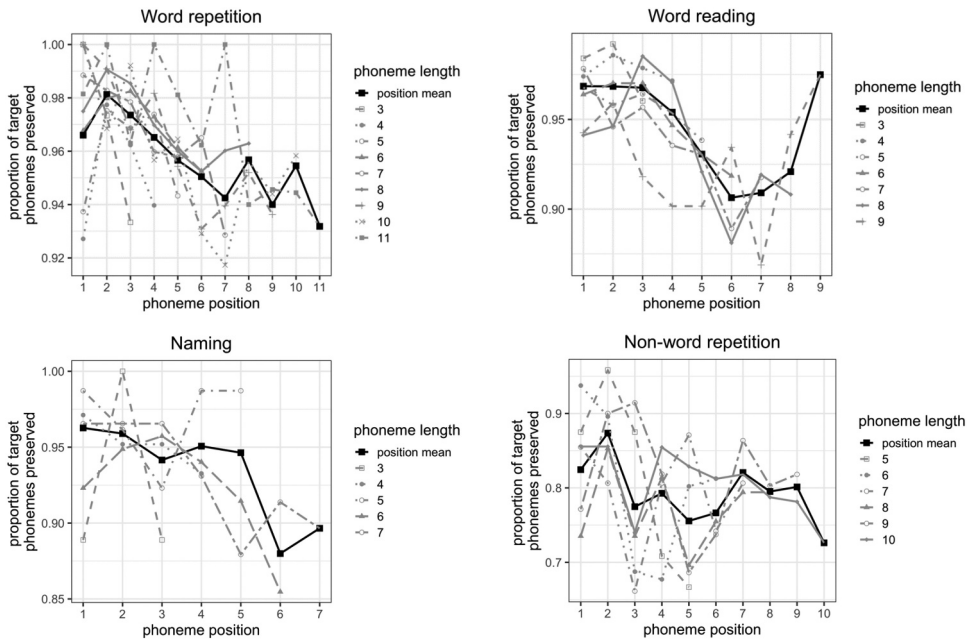 Word repetition
proportion of target
phonemes preserved
1.00
0.98
0.96
0.94
0.92
1 2 3 4 5 6 7 8 9 10 11
phoneme position
phoneme length
position mean
3
4
5
6
7
8
9
10
11
Word reading
proportion of target
phonemes preserved
0.95
0.90
1 2 3 4 5 6 7 8 9
phoneme position
phoneme length
position mean
3
4
5
6
7
8
9
Naming
proportion of target
phonemes preserved
1.00
0.95
0.90
0.85
1 2 3 4 5 6 7
phoneme position
phoneme length
position mean
3
4
5
6
7
Non-word repetition
proportion of target
phonemes preserved
0.9
0.8
0.7
1 2 3 4 5 6 7 8 9 10
phoneme position
phoneme length
position mean
5
6
7
8
9
10